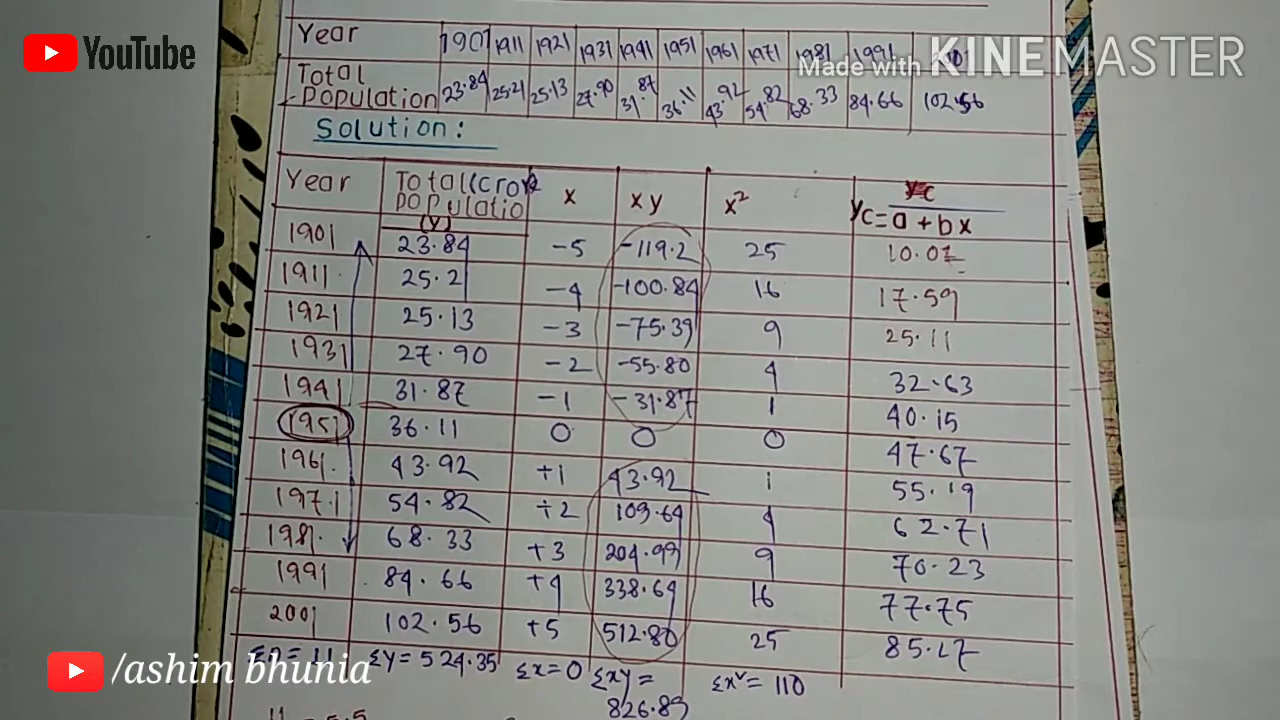 YouTube
Year 1901 1911 1921 1931 1941 1951 1961 1971 1981 1991
Made with KINEMASTER
Total Population 23.84 25.21 25.13 27.90 31.87 36.11 43.92 54.82 68.33 84.66 102.56
Solution:
Year Total(cror populatio (Y) x xy x² Yc=a+bx
1901 23.84 -5 -119.2 25 10.07
1911 25.21 -4 -100.84 16 17.59
1921 25.13 -3 -75.39 9 25.11
1931 27.90 -2 -55.80 4 32.63
1941 31.87 -1 -31.87 1 40.15
1951 36.11 0 0 0 47.67
1961 43.92 +1 43.92 1 55.19
1971 54.82 +2 109.64 4 62.71
1981 68.33 +3 204.99 9 70.23
1991 84.66 +4 338.64 16 77.75
2001 102.56 +5 512.80 25 85.27
Σn=11 ΣY=524.35 Σx=0 Σxy=826.89 Σx²=110
/ashim bhunia
11 = 5.5